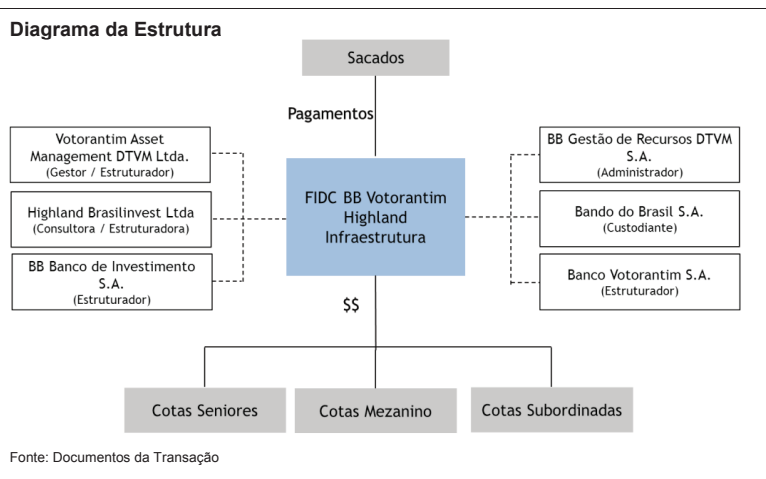 Diagrama da Estrutura
Sacados
Pagamentos
Votorantim Asset
Management DTVM Ltda.
(Gestor / Estruturador)
Highland Brasilinvest Ltda
(Consultora / Estruturadora)
BB Banco de Investimento
S.A.
(Estruturador)
FIDC BB Votorantim
Highland
Infraestrutura
BB Gestão de Recursos DTVM
S.A.
(Administrador)
Bando do Brasil S.A.
(Custodiante)
Banco Votorantim S.A.
(Estruturador)
$$
Cotas Seniores
Cotas Mezanino
Cotas Subordinadas
Fonte: Documentos da Transação